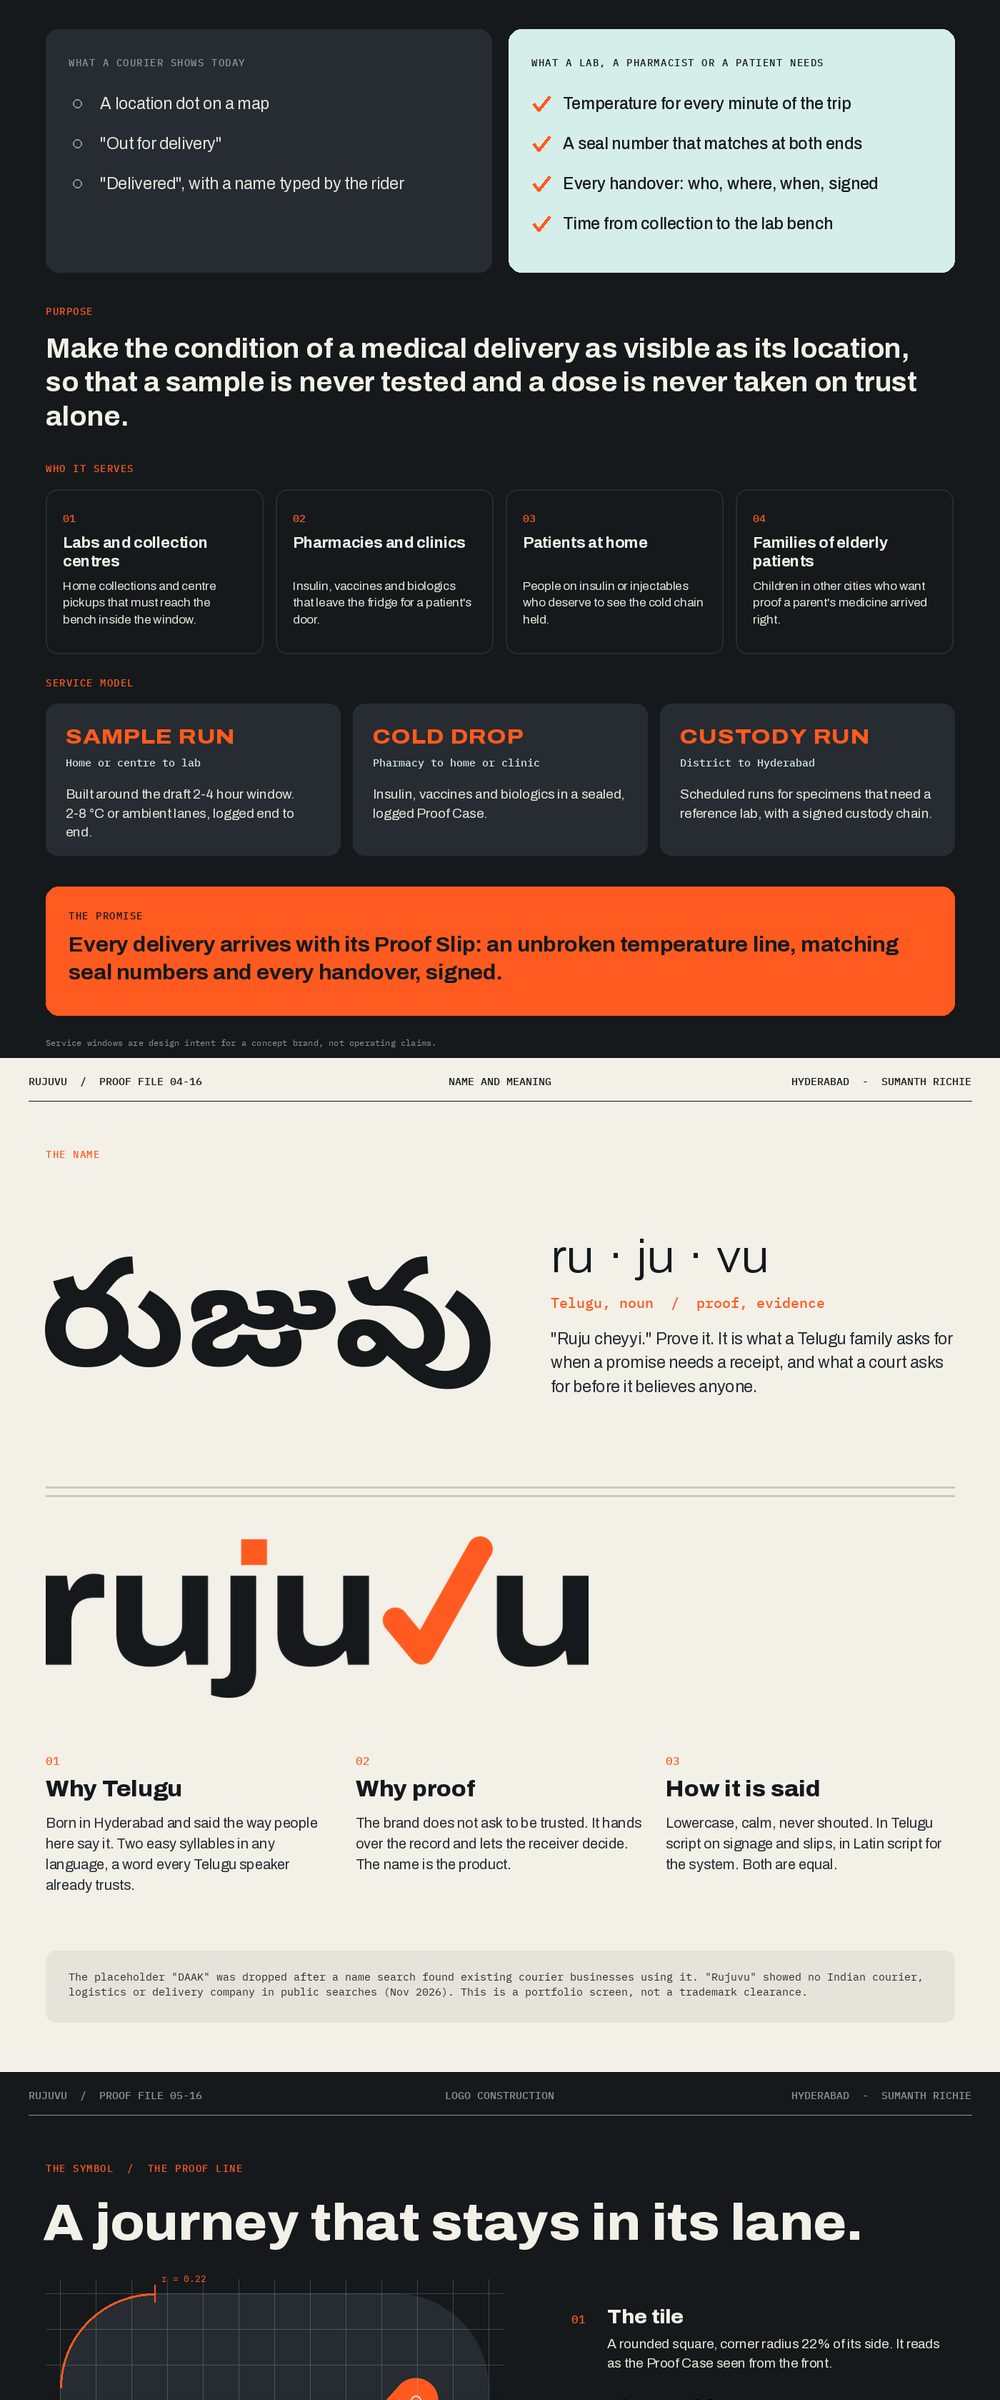 WHAT A COURIER SHOWS TODAY
A location dot on a map
"Out for delivery"
"Delivered", with a name typed by the rider
WHAT A LAB, A PHARMACIST OR A PATIENT NEEDS
Temperature for every minute of the trip
A seal number that matches at both ends
Every handover: who, where, when, signed
Time from collection to the lab bench
PURPOSE
Make the condition of a medical delivery as visible as its location,
so that a sample is never tested and a dose is never taken on trust
alone.
WHO IT SERVES
01
Labs and collection
centres
Home collections and centre
pickups that must reach the
bench inside the window.
02
Pharmacies and clinics
Insulin, vaccines and biologics
that leave the fridge for a patient's
door.
03
Patients at home
People on insulin or injectables
who deserve to see the cold chain
held.
04
Families of elderly
patients
Children in other cities who want
proof a parent's medicine arrived
right.
SERVICE MODEL
SAMPLE RUN
Home or centre to lab
Built around the draft 2-4 hour window.
2-8 °C or ambient lanes, logged end to
end.
COLD DROP
Pharmacy to home or clinic
Insulin, vaccines and biologics in a sealed,
logged Proof Case.
CUSTODY RUN
District to Hyderabad
Scheduled runs for specimens that need a
reference lab, with a signed custody chain.
THE PROMISE
Every delivery arrives with its Proof Slip: an unbroken temperature line, matching
seal numbers and every handover, signed.
Service windows are design intent for a concept brand, not operating claims.
RUJUVU / PROOF FILE 04-16
NAME AND MEANING
HYDERABAD - SUMANTH RICHIE
THE NAME
రుజువు
ru · ju · vu
Telugu, noun / proof, evidence
"Ruju cheyyi." Prove it. It is what a Telugu family asks for
when a promise needs a receipt, and what a court asks
for before it believes anyone.
rujuvu
01
Why Telugu
Born in Hyderabad and said the way people
here say it. Two easy syllables in any
language, a word every Telugu speaker
already trusts.
02
Why proof
The brand does not ask to be trusted. It hands
over the record and lets the receiver decide.
The name is the product.
03
How it is said
Lowercase, calm, never shouted. In Telugu
script on signage and slips, in Latin script for
the system. Both are equal.
The placeholder "DAAK" was dropped after a name search found existing courier businesses using it. "Rujuvu" showed no Indian courier,
logistics or delivery company in public searches (Nov 2026). This is a portfolio screen, not a trademark clearance.
RUJUVU / PROOF FILE 05-16
LOGO CONSTRUCTION
HYDERABAD - SUMANTH RICHIE
THE SYMBOL / THE PROOF LINE
A journey that stays in its lane.
r = 0.22
01
The tile
A rounded square, corner radius 22% of its side. It reads
as the Proof Case seen from the front.